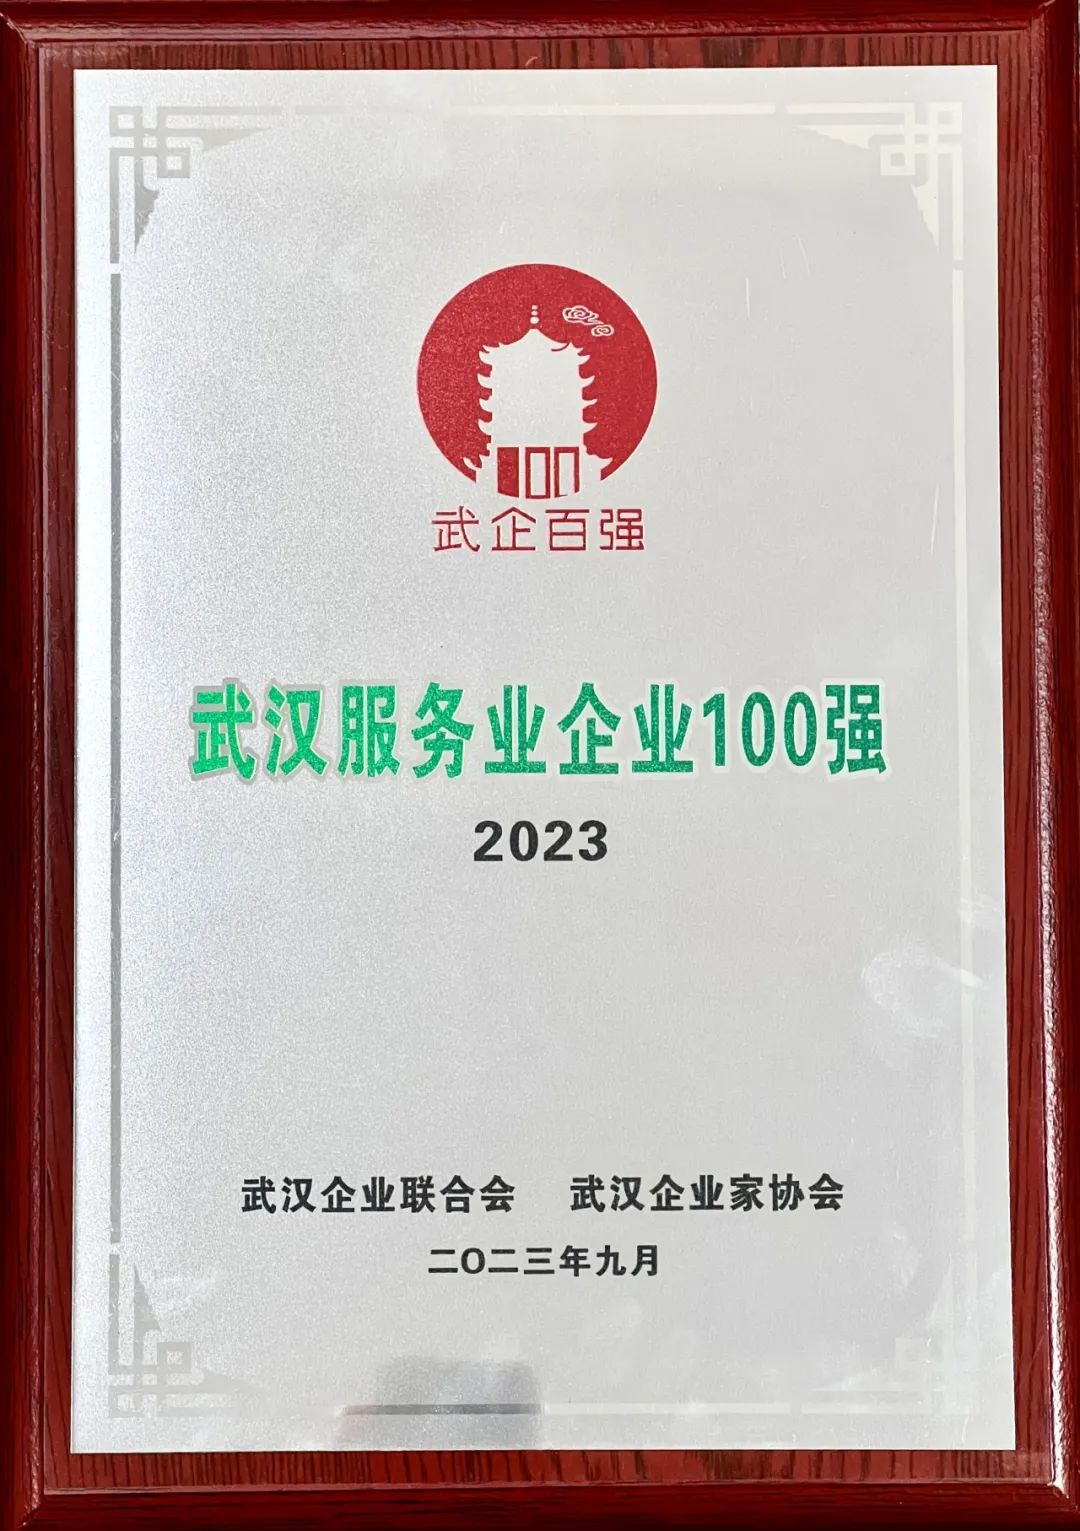 100
武企百强
武汉服务业企业100强
2023
武汉企业联合会 武汉企业家协会
二〇二三年九月